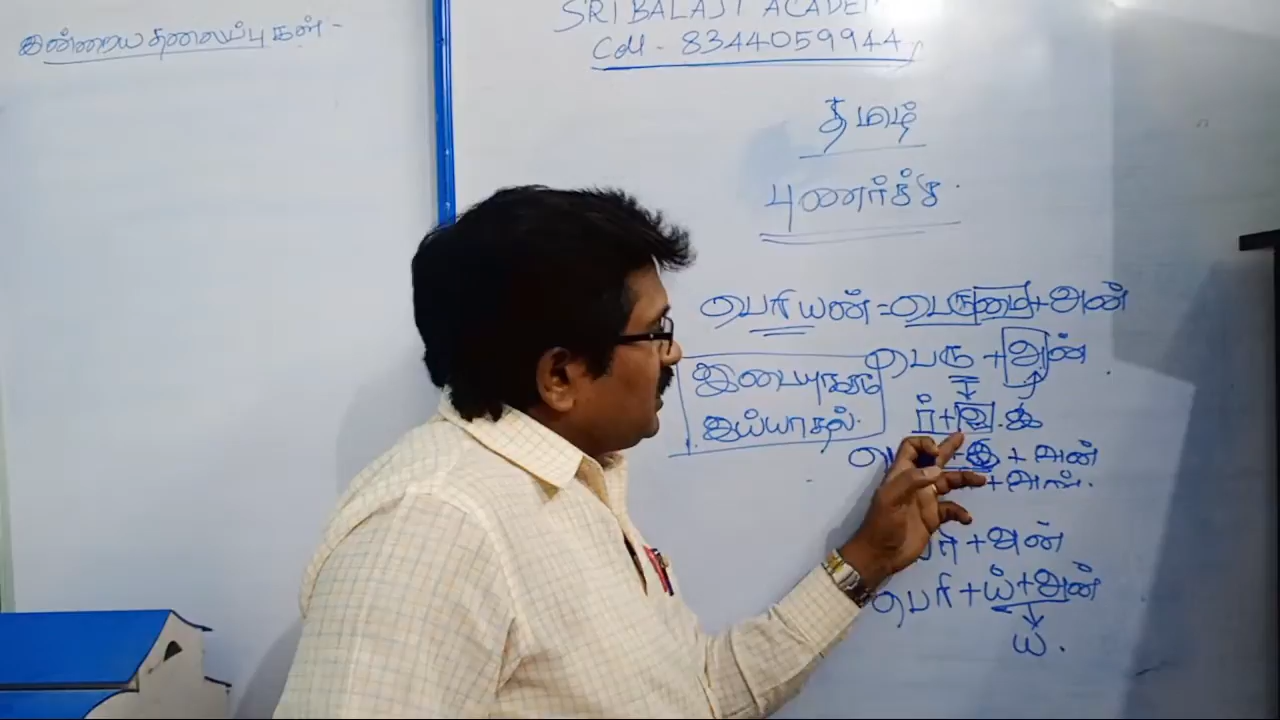 இன்றைய தலைப்புகள் -
SRI BALAJI ACADEM
Cell - 8344059944
தமிழ்
புணர்ச்சி
பெரியன் = பெருமை + அன்
பெரு + அன்
இடையுகரம்
இய்யாதல்.
ர் + உ . இ
பெ + இ + அன்
+ அன்.
+ அன்
பெரி + ய் + அன்
ய.